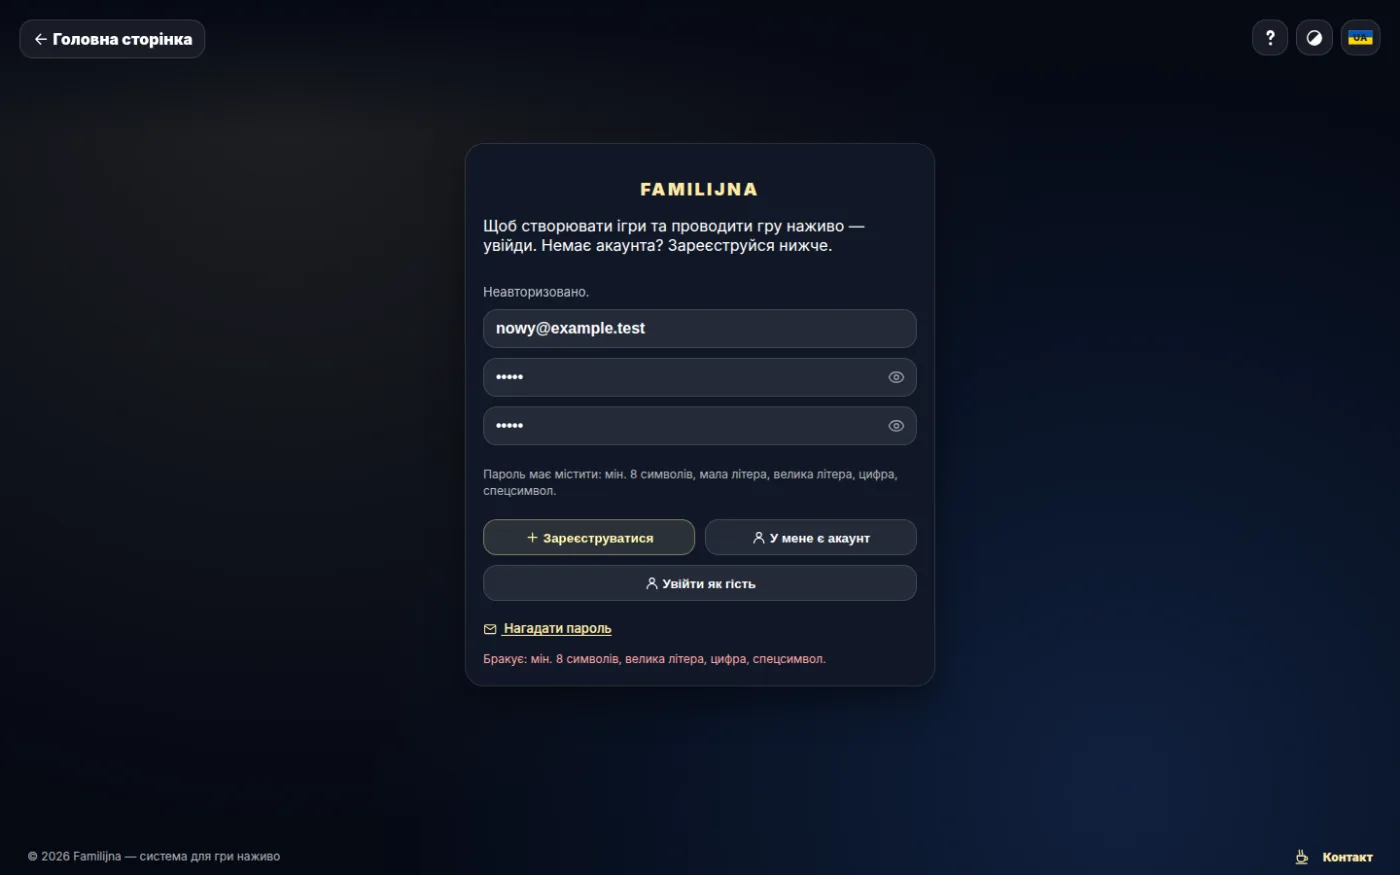 ← Головна сторінка
?
UA
FAMILIJNA
Щоб створювати ігри та проводити гру наживо —
увійди. Немає акаунта? Зареєструйся нижче.
Неавторизовано.
nowy@example.test
•••••
•••••
Пароль має містити: мін. 8 символів, мала літера, велика літера, цифра,
спецсимвол.
+ Зареєструватися
У мене є акаунт
Увійти як гість
Нагадати пароль
Бракує: мін. 8 символів, велика літера, цифра, спецсимвол.
© 2026 Familijna — система для гри наживо
Контакт